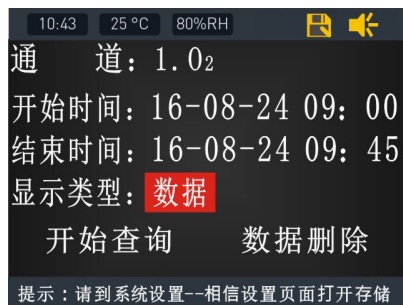 10:43 25°C 80%RH
通 道：1.O₂
开始时间：16-08-24 09：00
结束时间：16-08-24 09：45
显示类型：数据
开始查询 数据删除
提示：请到系统设置--相信设置页面打开存储